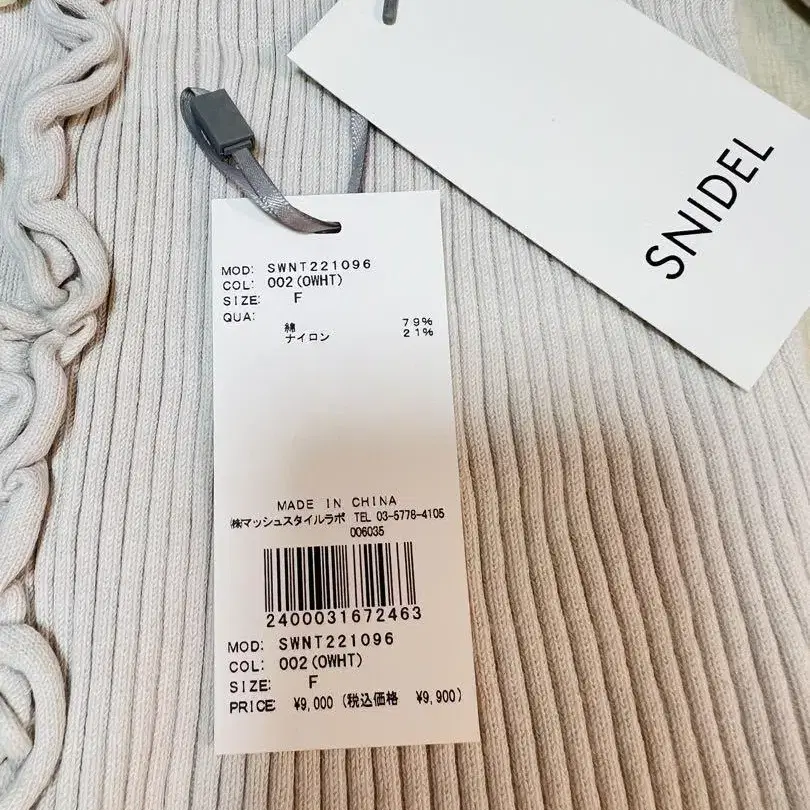 SNIDEL
MOD: SWNT221096
COL: 002(OWHT)
SIZE: F
QUA:
綿 79%
ナイロン 21%
MADE IN CHINA
㈱マッシュスタイルラボ TEL 03-5778-4105
006035
2400031672463
MOD: SWNT221096
COL: 002(OWHT)
SIZE: F
PRICE: ¥9,000 (税込価格 ¥9,900)